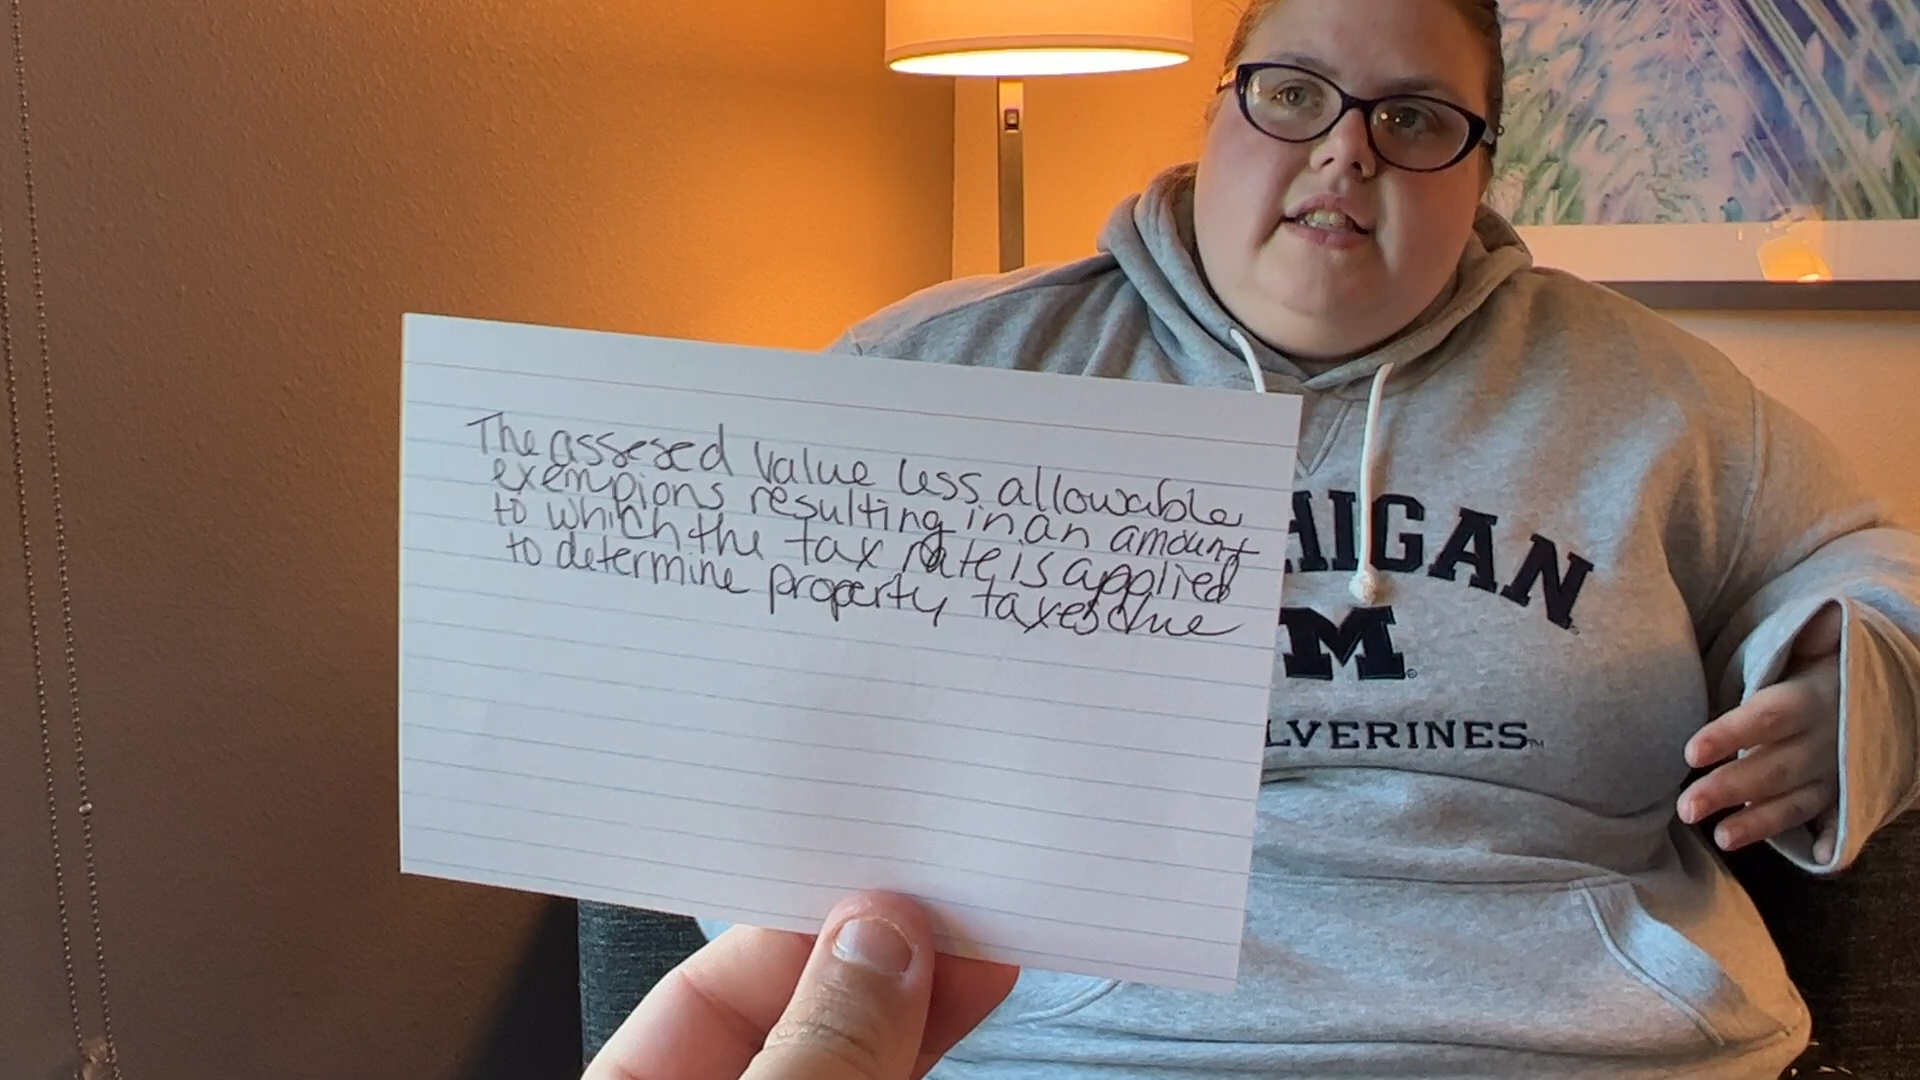 The assesed value less allowable
exempions resulting in an amount
to which the tax rate is applied
to determine property taxes due
HIGAN
M
LVERINES